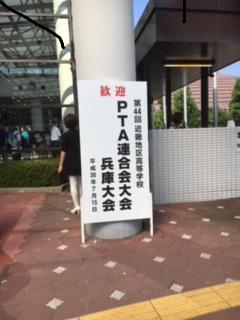 歓迎
第44回 近畿地区高等学校
PTA連合会大会
兵庫大会
平成30年7月15日